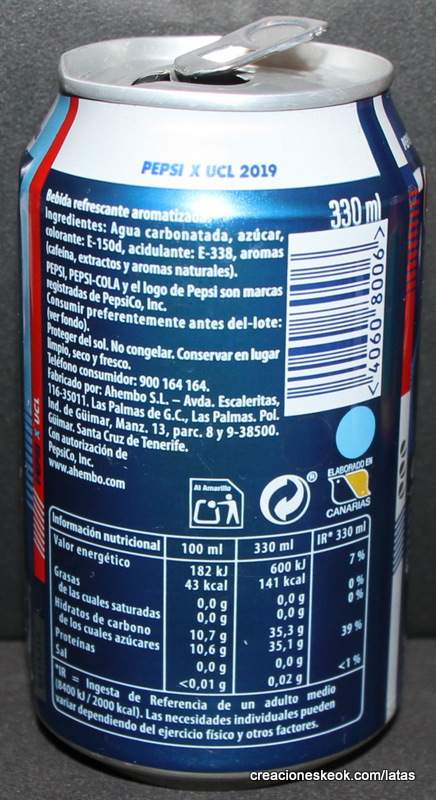 PEPSI X UCL 2019
330 ml
Bebida refrescante aromatizada.
Ingredientes: Agua carbonatada, azúcar,
colorante: E-150d, acidulante: E-338, aromas
(cafeína, extractos y aromas naturales).
PEPSI, PEPSI-COLA y el logo de Pepsi son marcas
registradas de PepsiCo, Inc.
Consumir preferentemente antes del-lote:
(ver fondo).
Proteger del sol. No congelar. Conservar en lugar
limpio, seco y fresco.
Teléfono consumidor: 900 164 164.
Fabricado por: Ahembo S.L. – Avda. Escaleritas,
116-35011, Las Palmas de G.C., Las Palmas. Pol.
Ind. de Güimar, Manz. 13, parc. 8 y 9-38500.
Güimar. Santa Cruz de Tenerife.
Con autorización de
PepsiCo, Inc.
www.ahembo.com
<4060 8006>
Al Amarillo
®
ELABORADO EN
CANARIAS
X UCL
Información nutricional 100 ml 330 ml IR* 330 ml
Valor energético 182 kJ 600 kJ
43 kcal 141 kcal 7 %
Grasas 0,0 g 0,0 g 0 %
de las cuales saturadas 0,0 g 0,0 g 0 %
Hidratos de carbono 10,7 g 35,3 g
de los cuales azúcares 10,6 g 35,1 g 39 %
Proteínas 0,0 g 0,0 g
Sal <0,01 g 0,02 g <1 %
*IR = Ingesta de Referencia de un adulto medio
(8400 kJ / 2000 kcal). Las necesidades individuales pueden
variar dependiendo del ejercicio físico y otros factores.
creacioneskeok.com/latas